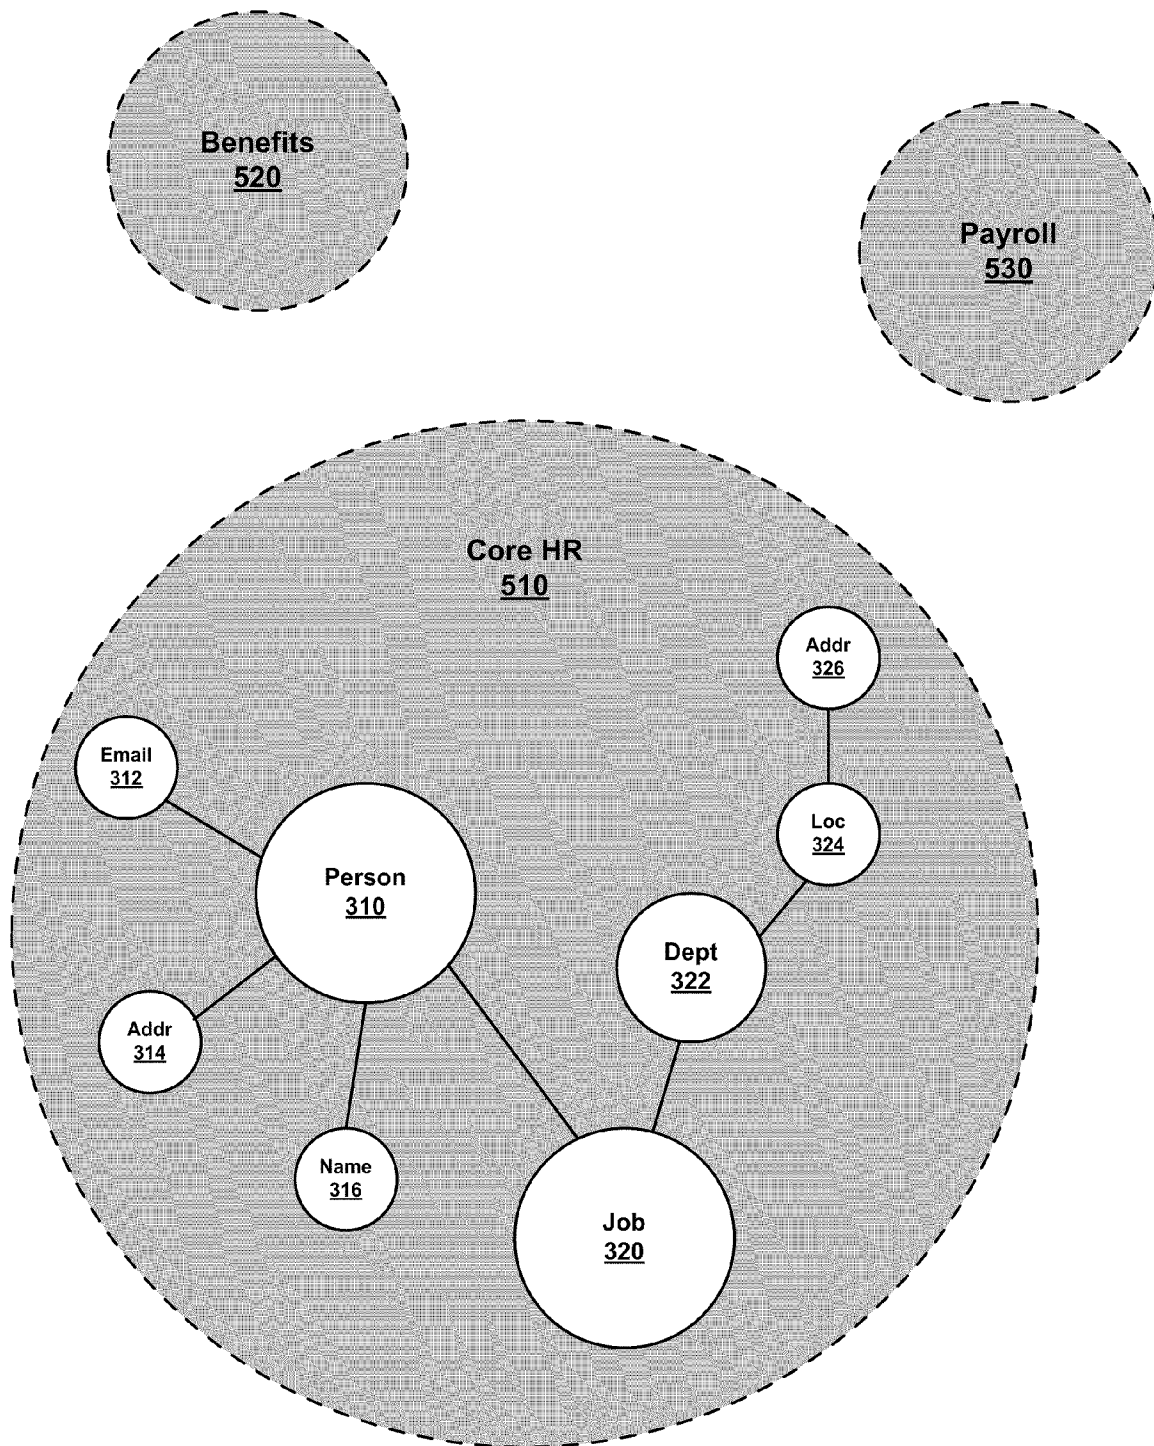 Benefits
520
Payroll
530
Core HR
510
Addr
326
Email
312
Loc
324
Person
310
Dept
322
Addr
314
Name
316
Job
320